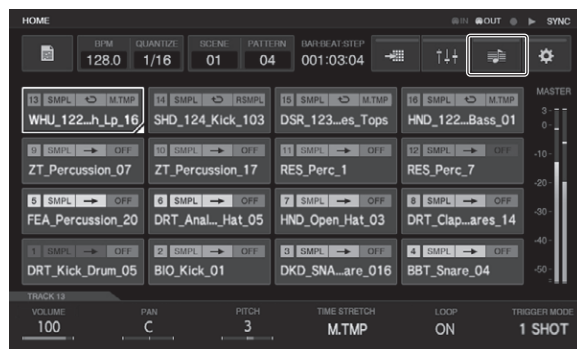 HOME IN OUT SYNC
BPM QUANTIZE SCENE PATTERN BAR:BEAT:STEP
128.0 1/16 01 04 001:03:04
MASTER
13 SMPL M.TMP 14 SMPL RSMPL 15 SMPL M.TMP 16 SMPL M.TMP
WHU_122...h_Lp_16 SHD_124_Kick_103 DSR_123...es_Tops HND_122...Bass_01
9 SMPL OFF 10 SMPL OFF 11 SMPL OFF 12 SMPL OFF
ZT_Percussion_07 ZT_Percussion_17 RES_Perc_1 RES_Perc_7
5 SMPL OFF 6 SMPL OFF 7 SMPL OFF 8 SMPL OFF
FEA_Percussion_20 DRT_Anal..._Hat_05 HND_Open_Hat_03 DRT_Clap...ares_14
1 SMPL OFF 2 SMPL OFF 3 SMPL OFF 4 SMPL OFF
DRT_Kick_Drum_05 BIO_Kick_01 DKD_SNA...are_016 BBT_Snare_04
3
0
-10
-20
-30
-40
-50
TRACK 13
VOLUME PAN PITCH TIME STRETCH LOOP TRIGGER MODE
100 C 3 M.TMP ON 1 SHOT